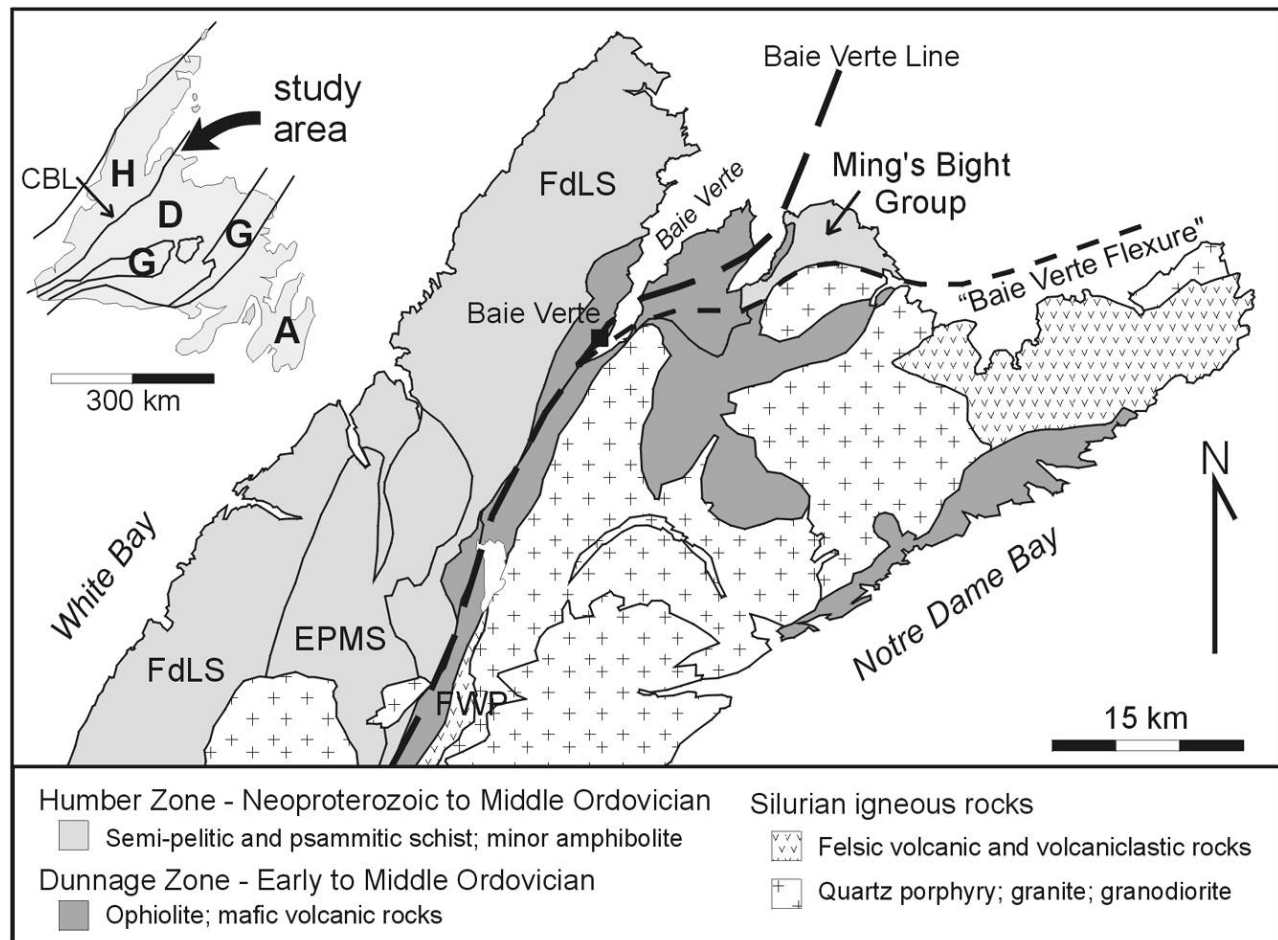 study
area
CBL
H
D
G
G
A
300 km
Baie Verte Line
FdLS
Baie Verte
Ming's Bight
Group
"Baie Verte Flexure"
Baie Verte
White Bay
EPMS
FdLS
FWP
Notre Dame Bay
N
15 km
Humber Zone - Neoproterozoic to Middle Ordovician
Semi-pelitic and psammitic schist; minor amphibolite
Dunnage Zone - Early to Middle Ordovician
Ophiolite; mafic volcanic rocks
Silurian igneous rocks
Felsic volcanic and volcaniclastic rocks
Quartz porphyry; granite; granodiorite